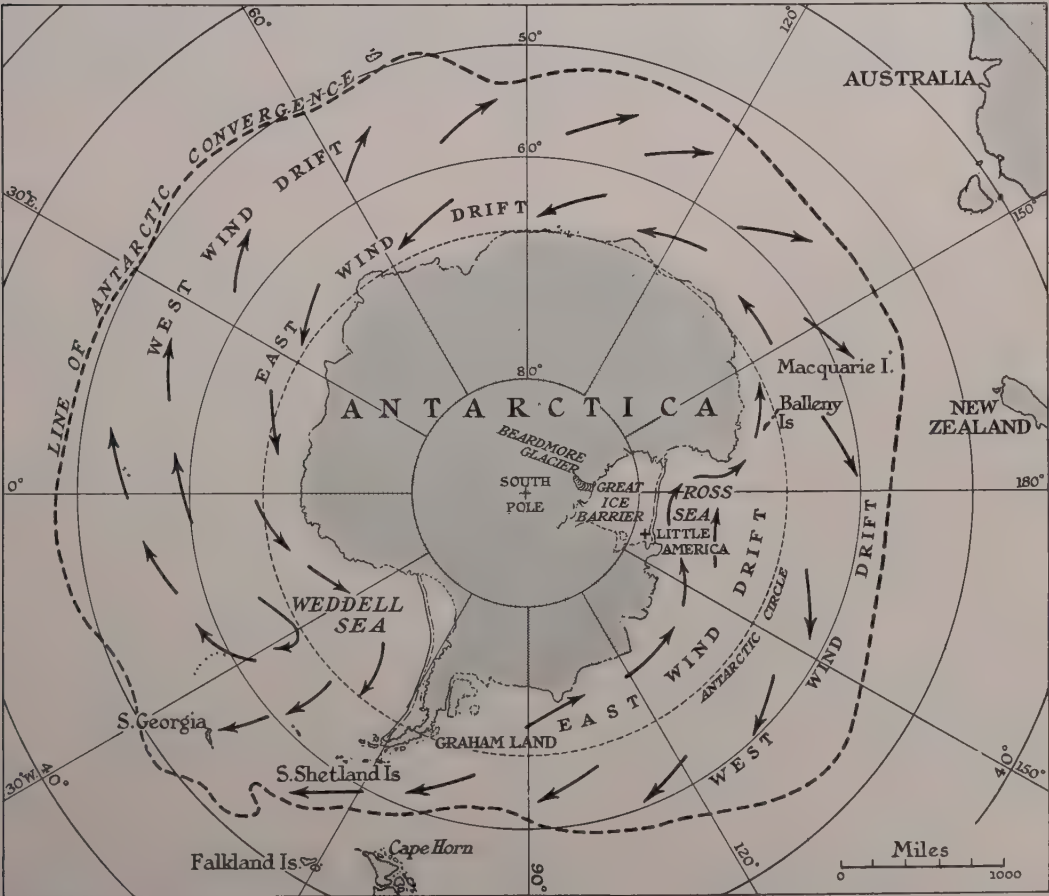 60°
50°
120°
AUSTRALIA
LINE OF ANTARCTIC CONVERGENCE
WEST WIND DRIFT
60°
30°E.
150°
EAST WIND DRIFT
80°
ANTARCTICA
Macquarie I.
Balleny
Is
NEW
ZEALAND
BEARDMORE
GLACIER
SOUTH
POLE
GREAT
ICE
BARRIER
ROSS
SEA
LITTLE
AMERICA
0°
180°
WEDDELL
SEA
EAST WIND DRIFT
ANTARCTIC CIRCLE
WEST WIND DRIFT
S. Georgia
GRAHAM LAND
S. Shetland Is
30°W.
40°
40°
150°
Falkland Is.
Cape Horn
90°
120°
Miles
0
1000